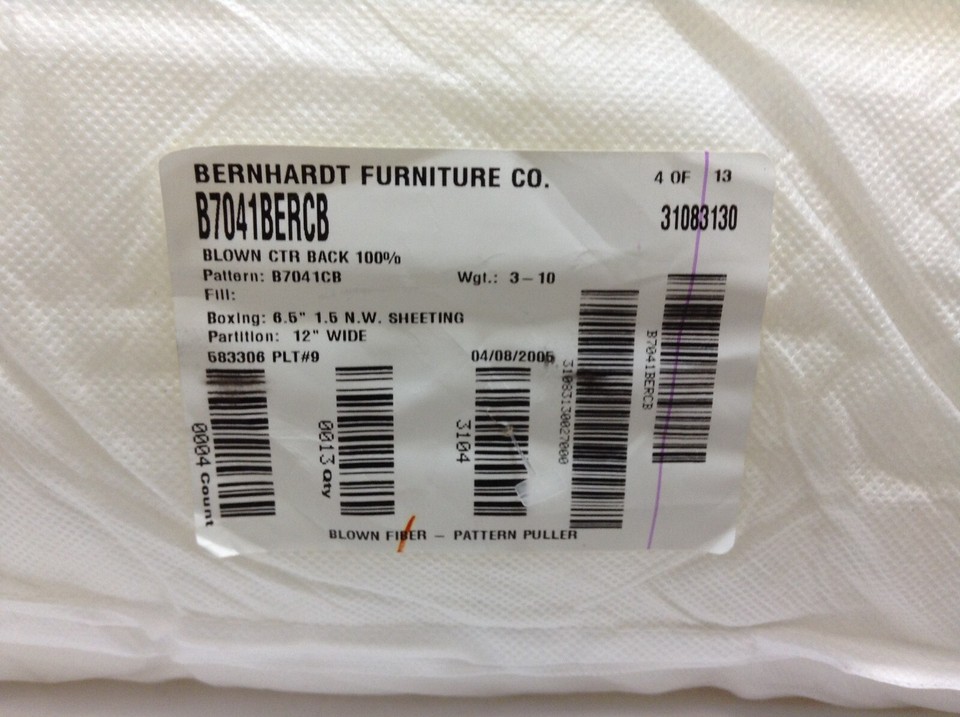 BERNHARDT FURNITURE CO.
4 OF 13
B7041BERCB
31083130
BLOWN CTR BACK 100%
Pattern: B7041CB
Wgt.: 3-10
Fill:
Boxing: 6.5" 1.5 N.W. SHEETING
Partition: 12" WIDE
583306 PLT#9
04/08/2005
0004 Count
0013 Qty
3104
31083130027000
B7041BERCB
BLOWN FIBER - PATTERN PULLER